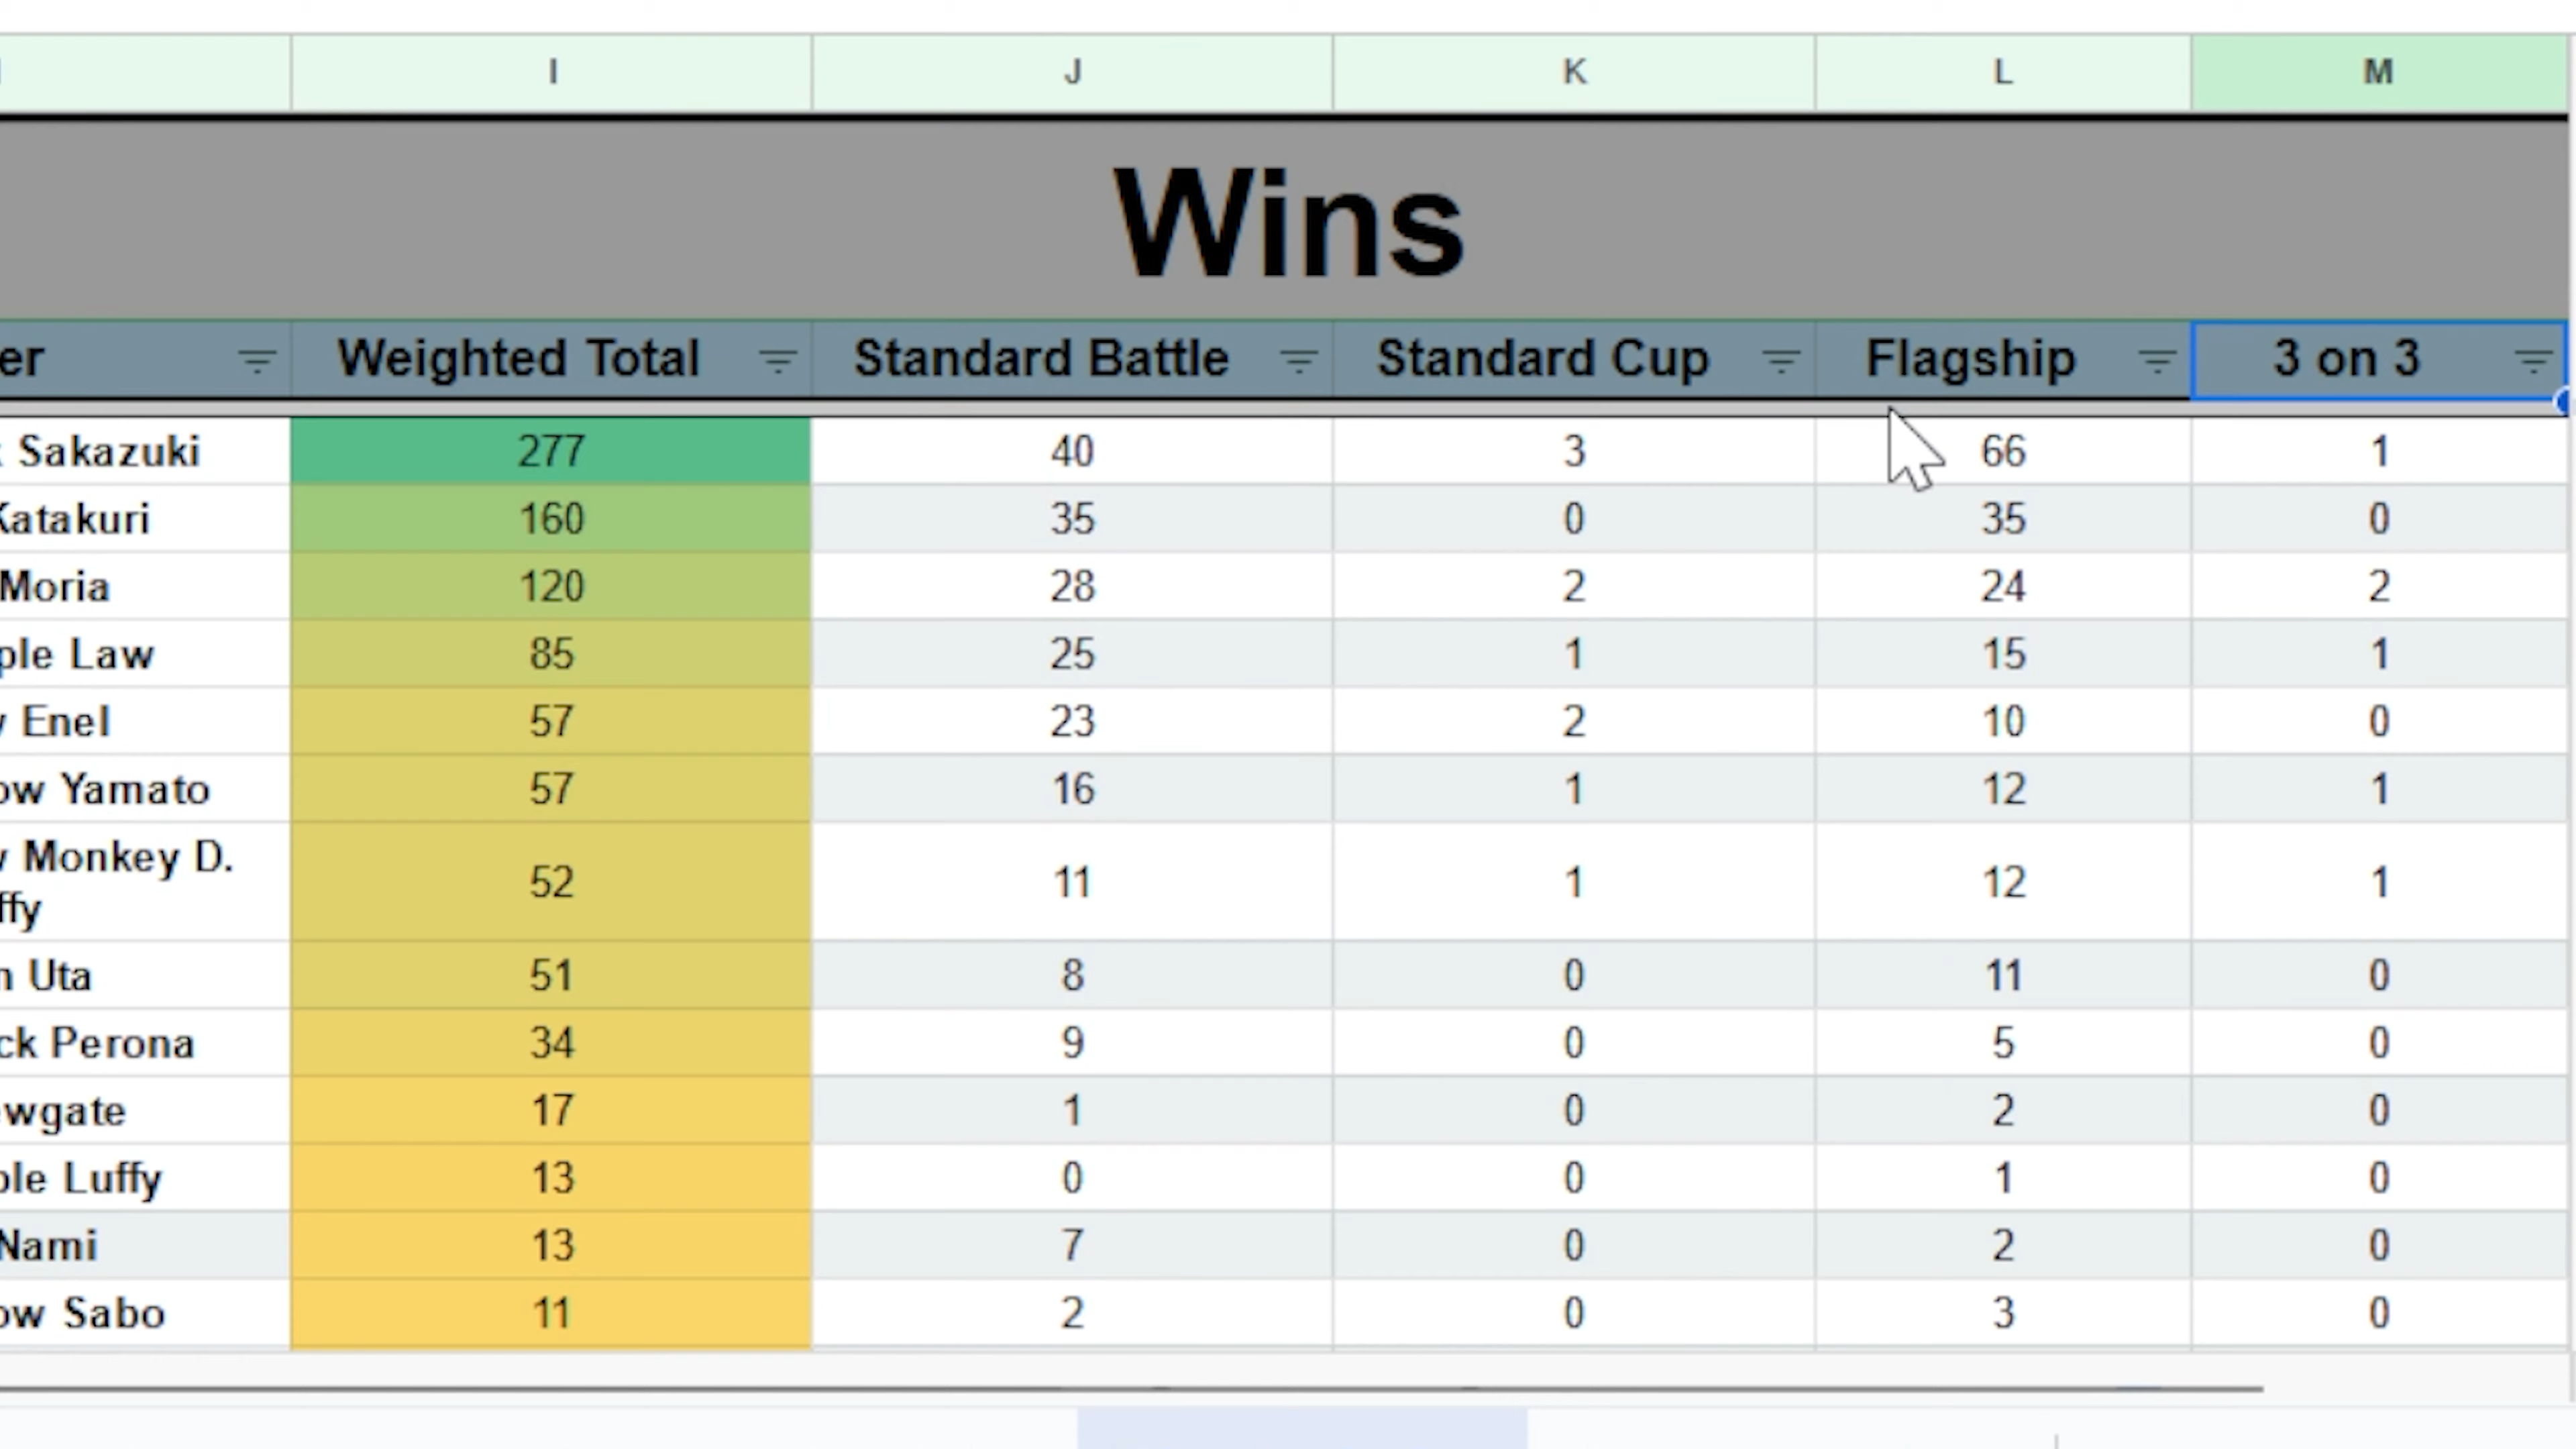 I J K L M
Wins
er Weighted Total Standard Battle Standard Cup Flagship 3 on 3
Sakazuki 277 40 3 66 1
Katakuri 160 35 0 35 0
Moria 120 28 2 24 2
ple Law 85 25 1 15 1
Enel 57 23 2 10 0
ow Yamato 57 16 1 12 1
Monkey D.
ffy 52 11 1 12 1
n Uta 51 8 0 11 0
ck Perona 34 9 0 5 0
wgate 17 1 0 2 0
ple Luffy 13 0 0 1 0
Nami 13 7 0 2 0
ow Sabo 11 2 0 3 0